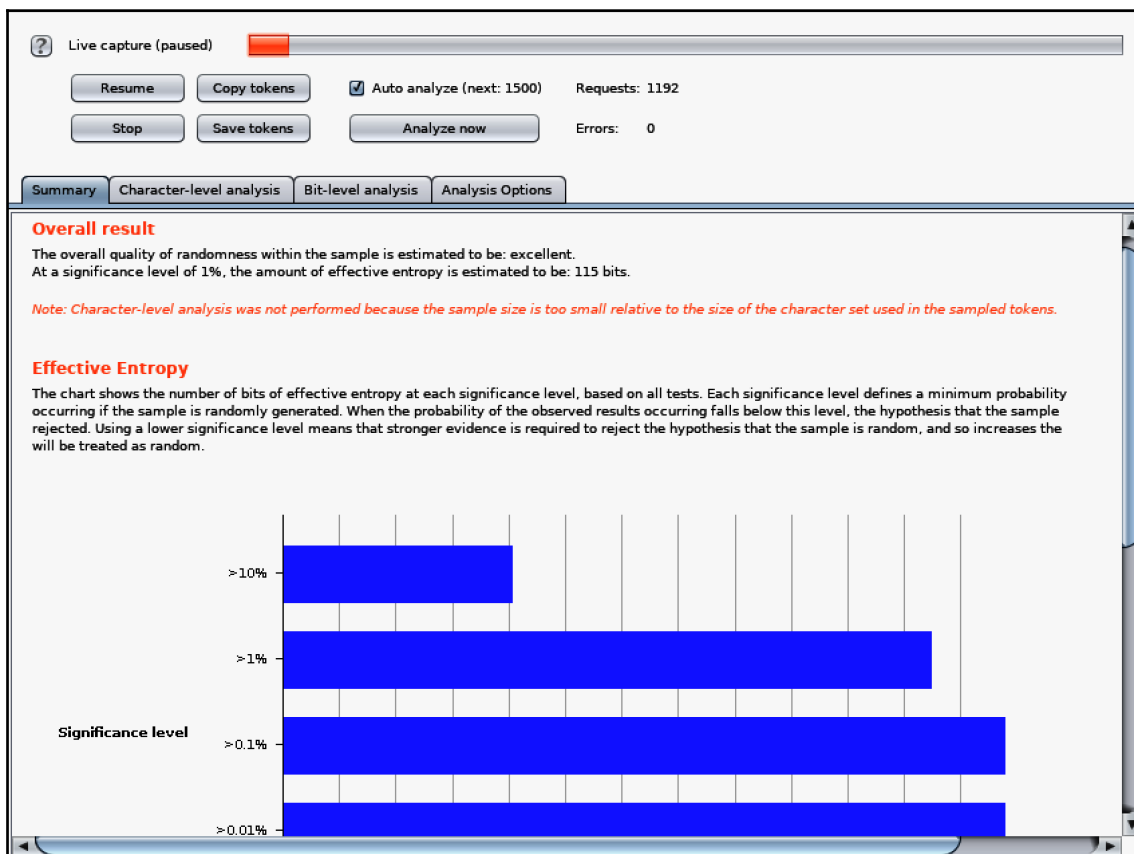 ? Live capture (paused)
Resume Copy tokens Auto analyze (next: 1500) Requests: 1192
Stop Save tokens Analyze now Errors: 0
Summary Character-level analysis Bit-level analysis Analysis Options
Overall result
The overall quality of randomness within the sample is estimated to be: excellent.
At a significance level of 1%, the amount of effective entropy is estimated to be: 115 bits.
Note: Character-level analysis was not performed because the sample size is too small relative to the size of the character set used in the sampled tokens.
Effective Entropy
The chart shows the number of bits of effective entropy at each significance level, based on all tests. Each significance level defines a minimum probability
occurring if the sample is randomly generated. When the probability of the observed results occurring falls below this level, the hypothesis that the sample
rejected. Using a lower significance level means that stronger evidence is required to reject the hypothesis that the sample is random, and so increases the
will be treated as random.
>10%
>1%
Significance level
>0.1%
>0.01%